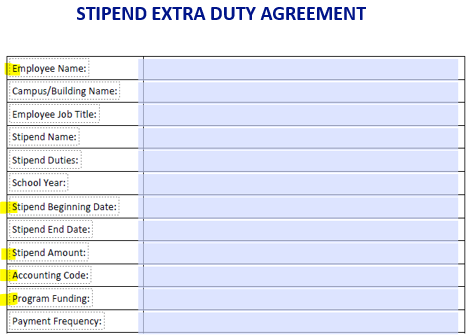 STIPEND EXTRA DUTY AGREEMENT
Employee Name:
Campus/Building Name:
Employee Job Title:
Stipend Name:
Stipend Duties:
School Year:
Stipend Beginning Date:
Stipend End Date:
Stipend Amount:
Accounting Code:
Program Funding:
Payment Frequency: